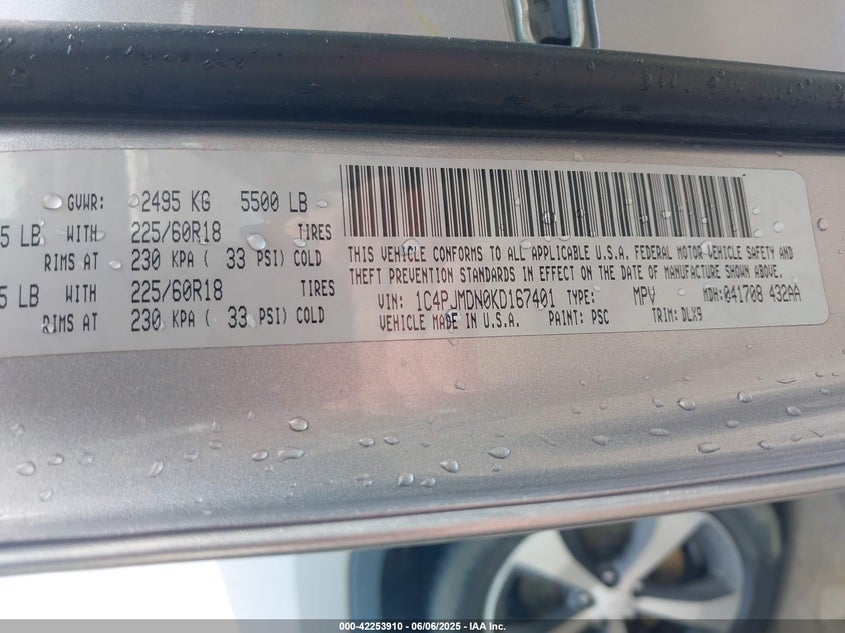 GVWR: 2495 KG 5500 LB
5 LB WITH 225/60R18 TIRES
RIMS AT 230 KPA ( 33 PSI) COLD
5 LB WITH 225/60R18 TIRES
RIMS AT 230 KPA ( 33 PSI) COLD
THIS VEHICLE CONFORMS TO ALL APPLICABLE U.S.A. FEDERAL MOTOR VEHICLE SAFETY AND
THEFT PREVENTION STANDARDS IN EFFECT ON THE DATE OF MANUFACTURE SHOWN ABOVE.
VIN: 1C4PJMDN0KD167401 TYPE: MPV MDH:041708 432AA
VEHICLE MADE IN U.S.A. PAINT: PSC TRIM: DLX9
000-42253910 - 06/06/2025 - IAA Inc.